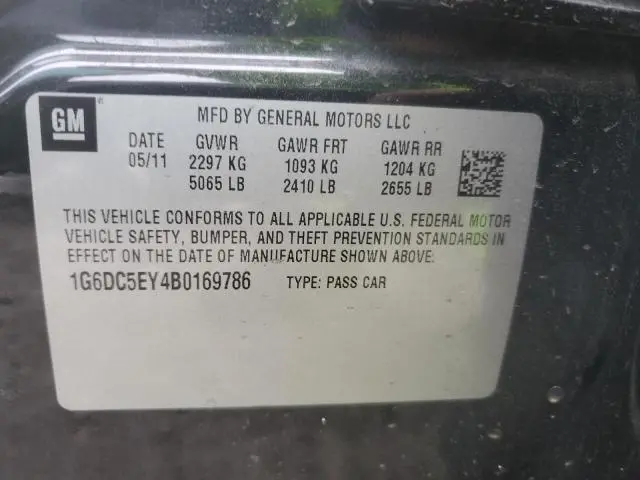 GM
MFD BY GENERAL MOTORS LLC
DATE GVWR GAWR FRT GAWR RR
05/11 2297 KG 1093 KG 1204 KG
5065 LB 2410 LB 2655 LB
THIS VEHICLE CONFORMS TO ALL APPLICABLE U.S. FEDERAL MOTOR
VEHICLE SAFETY, BUMPER, AND THEFT PREVENTION STANDARDS IN
EFFECT ON THE DATE OF MANUFACTURE SHOWN ABOVE.
1G6DC5EY4B0169786 TYPE: PASS CAR